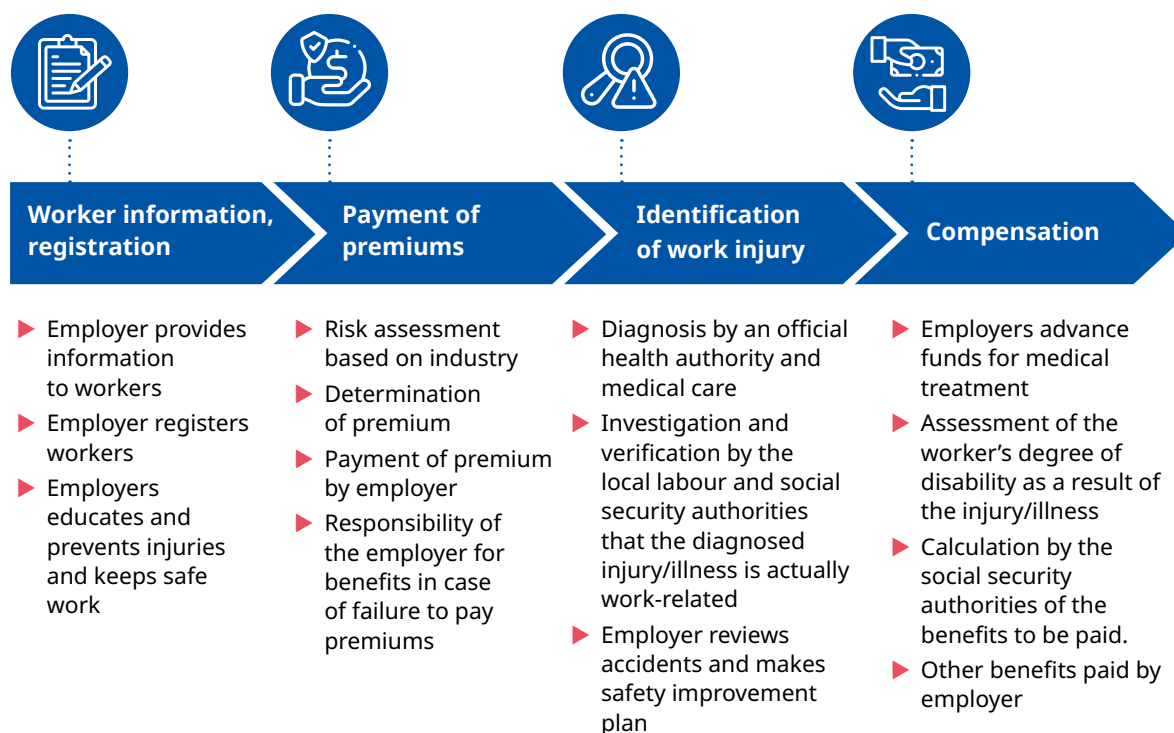 Worker information,
registration
Payment of
premiums
Identification
of work injury
Compensation
Employer provides
information
to workers
Employer registers
workers
Employers
educates and
prevents injuries
and keeps safe
work
Risk assessment
based on industry
Determination
of premium
Payment of premium
by employer
Responsibility of
the employer for
benefits in case
of failure to pay
premiums
Diagnosis by an official
health authority and
medical care
Investigation and
verification by the
local labour and social
security authorities
that the diagnosed
injury/illness is actually
work-related
Employer reviews
accidents and makes
safety improvement
plan
Employers advance
funds for medical
treatment
Assessment of the
worker’s degree of
disability as a result of
the injury/illness
Calculation by the
social security
authorities of the
benefits to be paid.
Other benefits paid by
employer